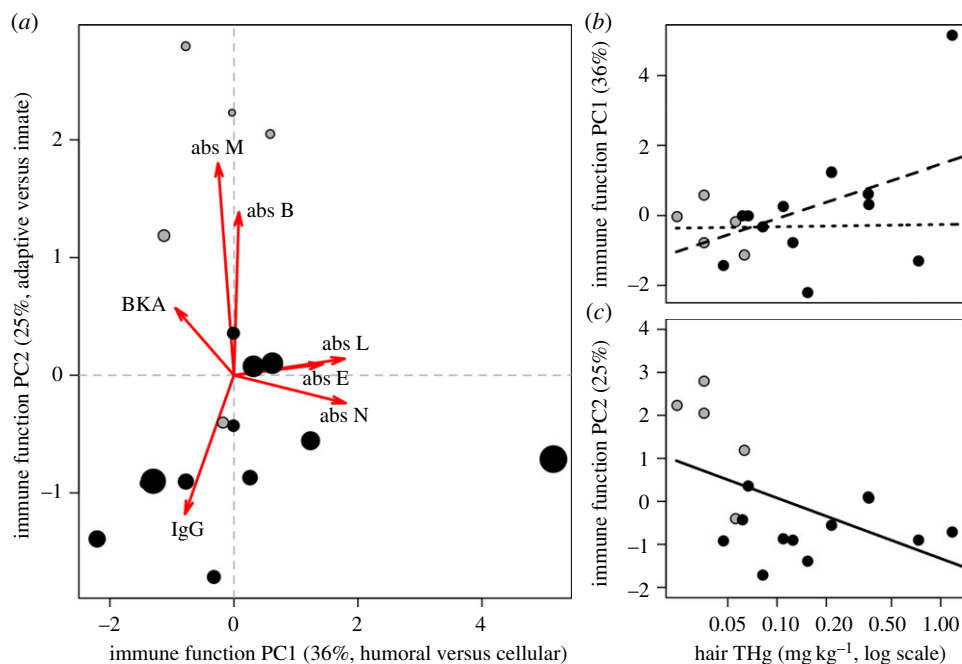 (a)
immune function PC2 (25%, adaptive versus innate)
2
1
0
−1
abs M
abs B
BKA
abs L
abs E
abs N
IgG
−2
0
2
4
immune function PC1 (36%, humoral versus cellular)
(b)
immune function PC1 (36%)
4
2
0
−2
(c)
immune function PC2 (25%)
4
3
2
1
0
−1
−2
0.05
0.10
0.20
0.50
1.00
hair THg (mg kg⁻¹, log scale)